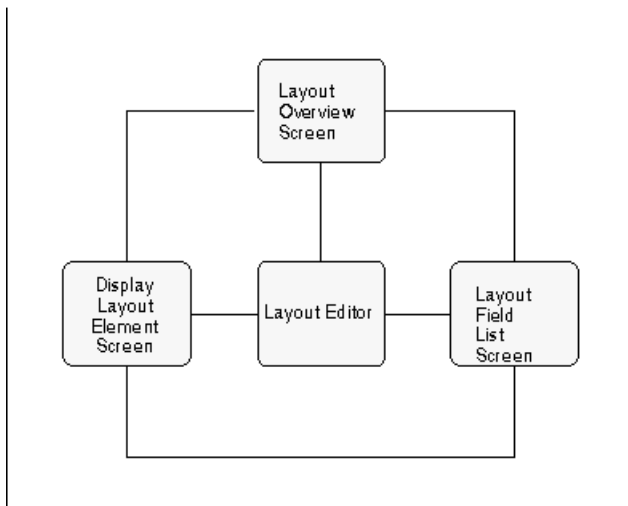 Layout
Overview
Screen
Display
Layout
Element
Screen
Layout Editor
Layout
Field
List
Screen